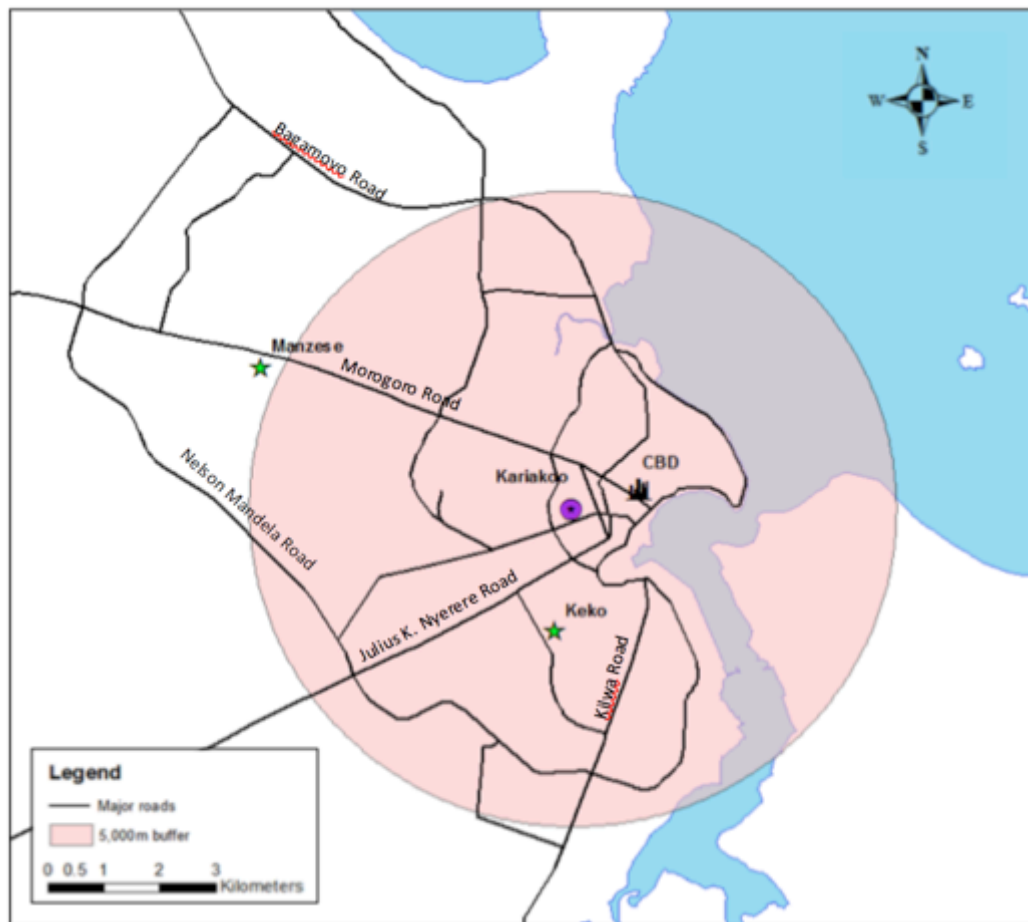 N
W E
S
Bagamoyo Road
Manzese
Morogoro Road
CBD
Kariakoo
Nelson Mandela Road
Julius K. Nyerere Road
Keko
Kilwa Road
Legend
Major roads
5,000m buffer
0 0.5 1 2 3
Kilometers